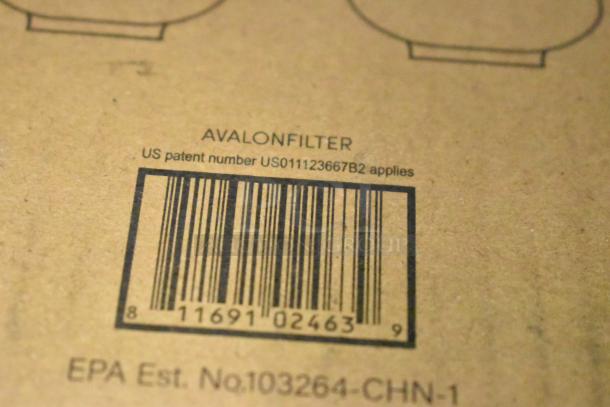 AVALONFILTER
US patent number US011123667B2 applies
8 11691 02463 9
EPA Est. No.103264-CHN-1